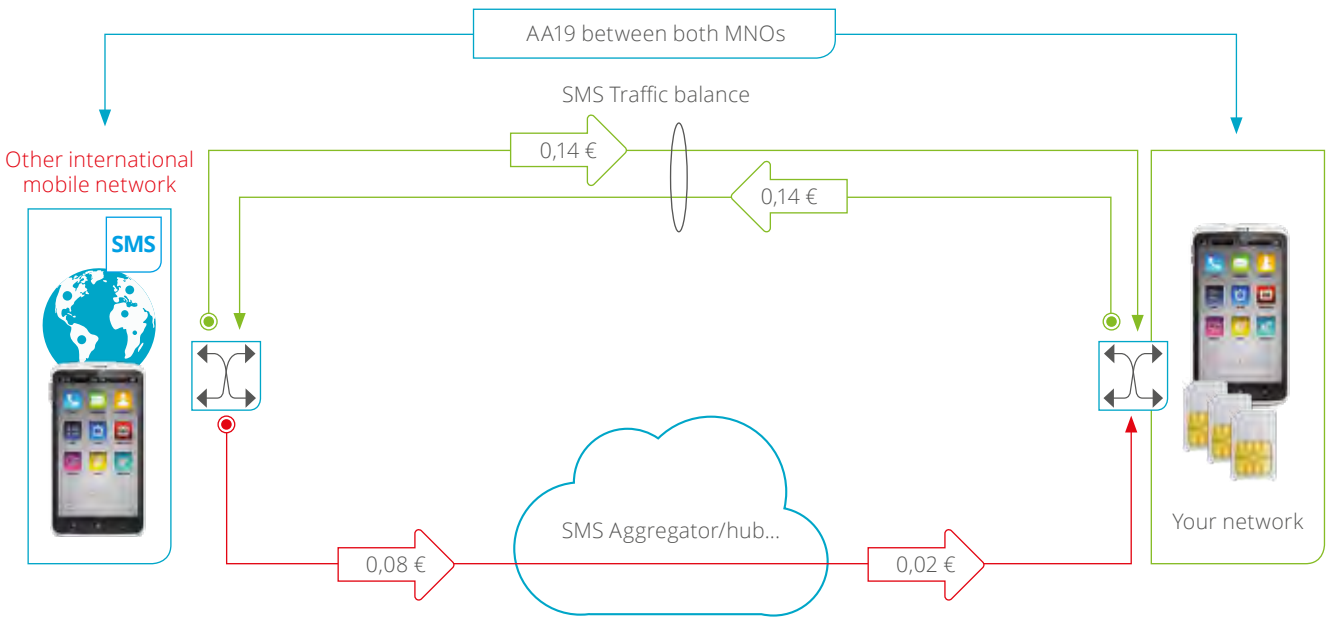 AA19 between both MNOs
SMS Traffic balance
0,14 €
Other international
mobile network
0,14 €
SMS
SMS Aggregator/hub...
Your network
0,08 €
0,02 €